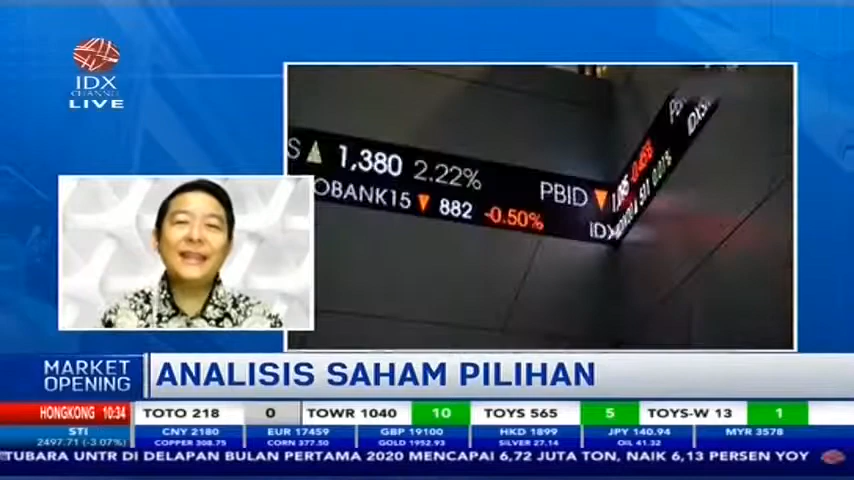 IDX
CHANNEL
LIVE
S ▲ 1,380 2.22% PBID ▼
OBANK15 ▼ 882 -0.50%
MARKET
OPENING
ANALISIS SAHAM PILIHAN
HONGKONG 10:34
TOTO 218 0 TOWR 1040 10 TOYS 565 5 TOYS-W 13 1
STI
2497.71 (-3.07%)
CNY 2180 EUR 17459 GBP 19100 HKD 1899 JPY 140.94 MYR 3578
COPPER 308.75 CORN 377.50 GOLD 1952.93 SILVER 27.14 OIL 41.32
TUBARA UNTR DI DELAPAN BULAN PERTAMA 2020 MENCAPAI 6,72 JUTA TON, NAIK 6,13 PERSEN YOY